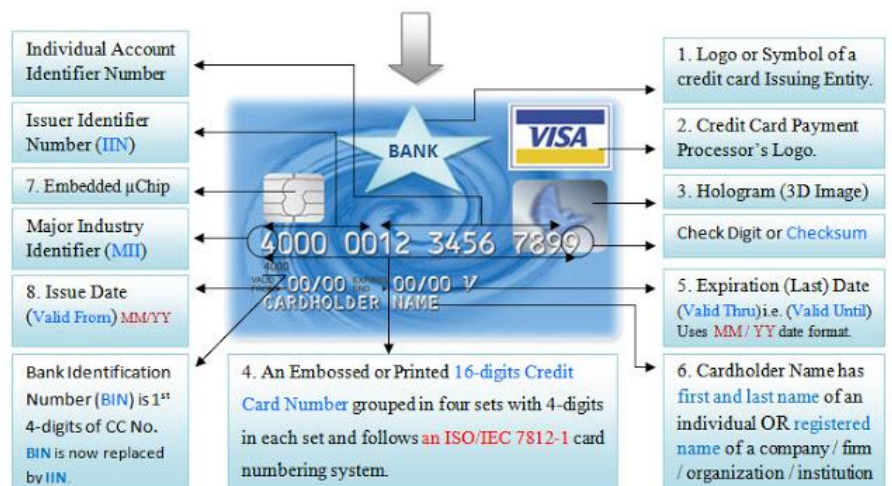 Individual Account
Identifier Number
Issuer Identifier
Number (IIN)
7. Embedded µChip
Major Industry
Identifier (MII)
8. Issue Date
(Valid From) MM/YY
Bank Identification
Number (BIN) is 1st
4-digits of CC No.
BIN is now replaced
by IIN.
BANK
VISA
4000 0012 3456 7899
4000
VALID FROM 00/00 EXPIRES END 00/00 V
CARDHOLDER NAME
4. An Embossed or Printed 16-digits Credit
Card Number grouped in four sets with 4-digits
in each set and follows an ISO/IEC 7812-1 card
numbering system.
1. Logo or Symbol of a
credit card Issuing Entity.
2. Credit Card Payment
Processor's Logo.
3. Hologram (3D Image)
Check Digit or Checksum
5. Expiration (Last) Date
(Valid Thru) i.e. (Valid Until)
Uses MM / YY date format.
6. Cardholder Name has
first and last name of an
individual OR registered
name of a company / firm
/ organization / institution